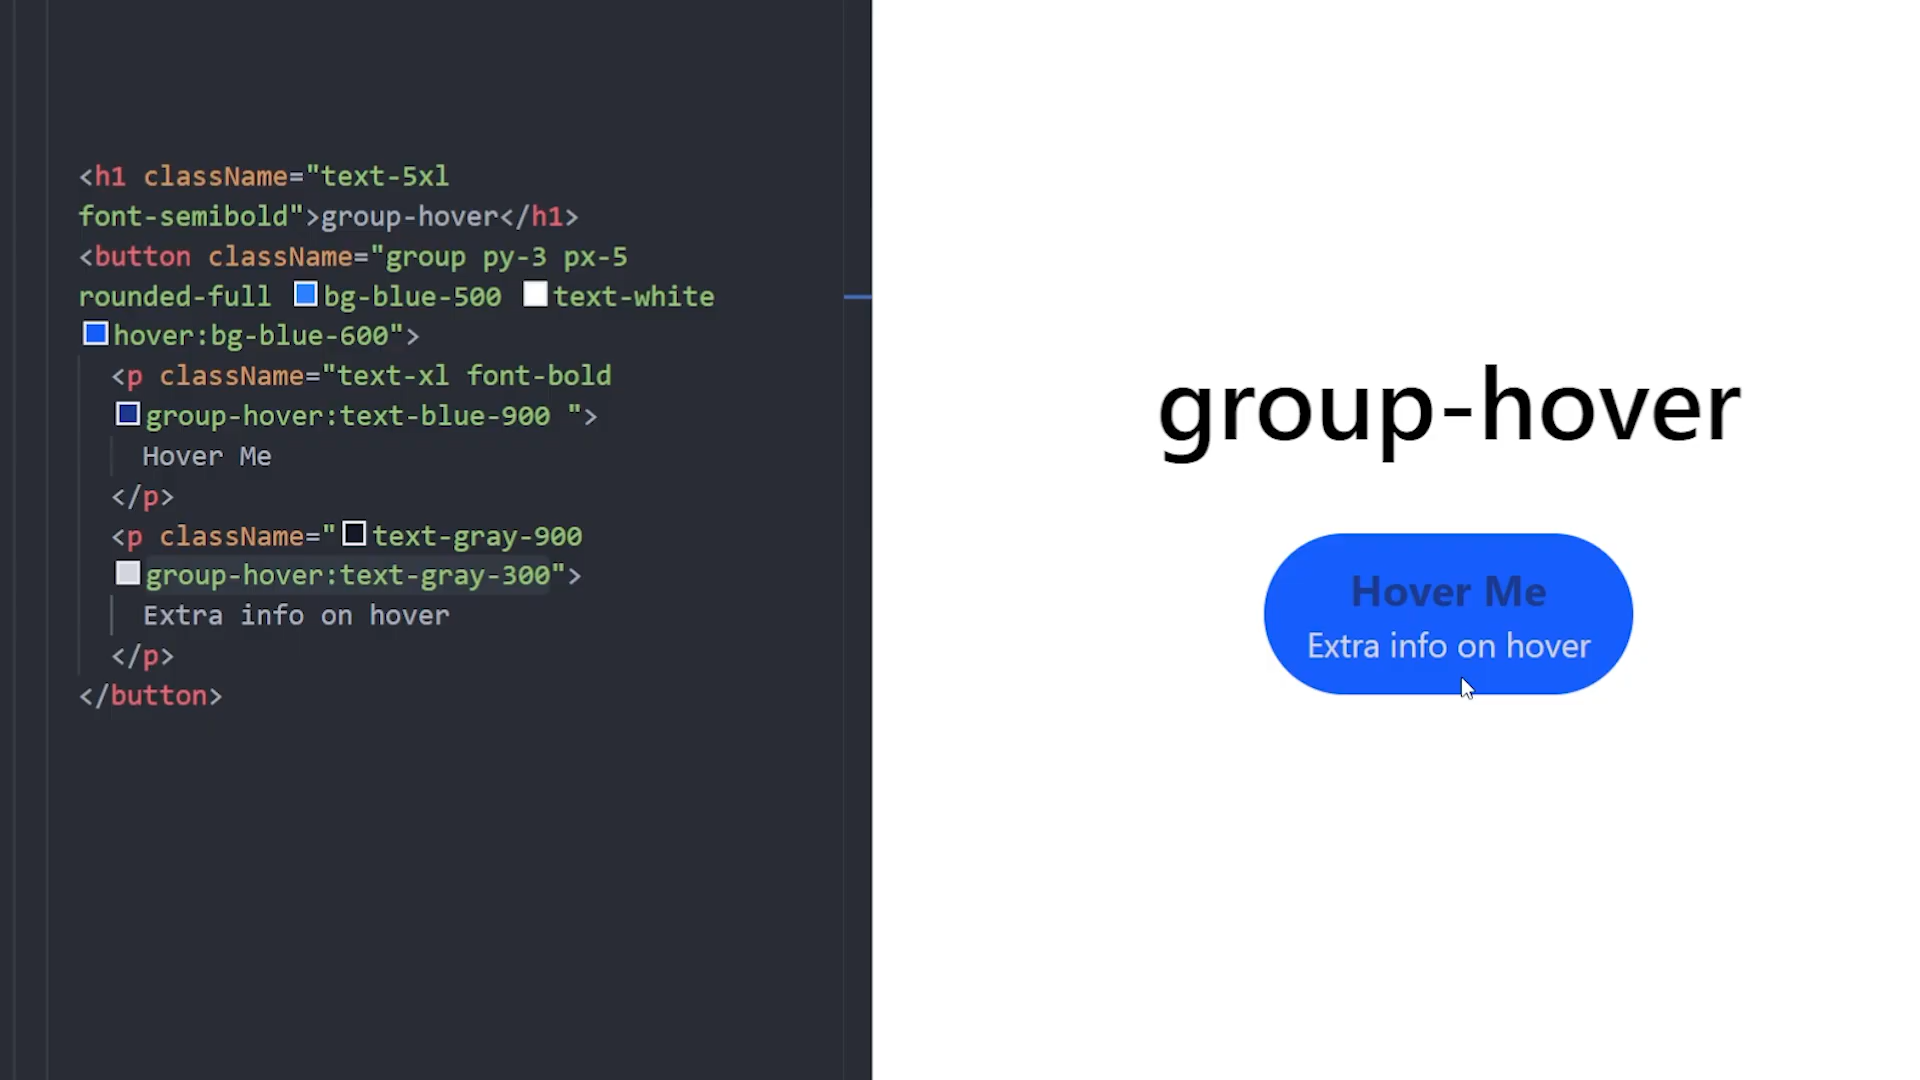 <h1 className="text-5xl
font-semibold">group-hover</h1>
<button className="group py-3 px-5
rounded-full bg-blue-500 text-white
hover:bg-blue-600">
<p className="text-xl font-bold
group-hover:text-blue-900 ">
Hover Me
</p>
<p className="text-gray-900
group-hover:text-gray-300">
Extra info on hover
</p>
</button>
group-hover
Hover Me
Extra info on hover